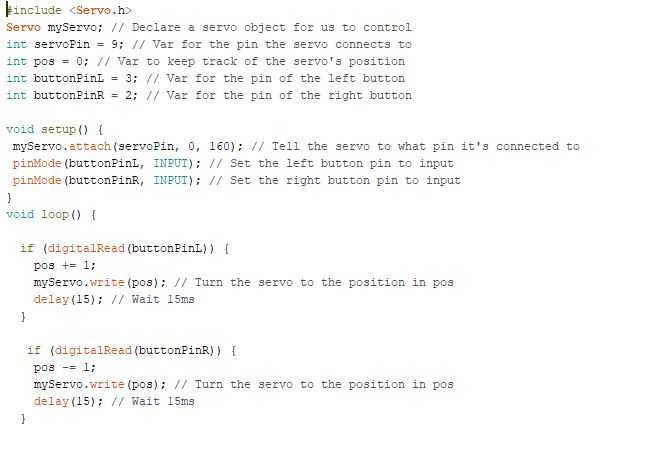 #include <Servo.h>
Servo myServo; // Declare a servo object for us to control
int servoPin = 9; // Var for the pin the servo connects to
int pos = 0; // Var to keep track of the servo's position
int buttonPinL = 3; // Var for the pin of the left button
int buttonPinR = 2; // Var for the pin of the right button

void setup() {
 myServo.attach(servoPin, 0, 160); // Tell the servo to what pin it's connected to
 pinMode(buttonPinL, INPUT); // Set the left button pin to input
 pinMode(buttonPinR, INPUT); // Set the right button pin to input
}
void loop() {

  if (digitalRead(buttonPinL)) {
    pos += 1;
    myServo.write(pos); // Turn the servo to the position in pos
    delay(15); // Wait 15ms
  }

   if (digitalRead(buttonPinR)) {
    pos -= 1;
    myServo.write(pos); // Turn the servo to the position in pos
    delay(15); // Wait 15ms
  }